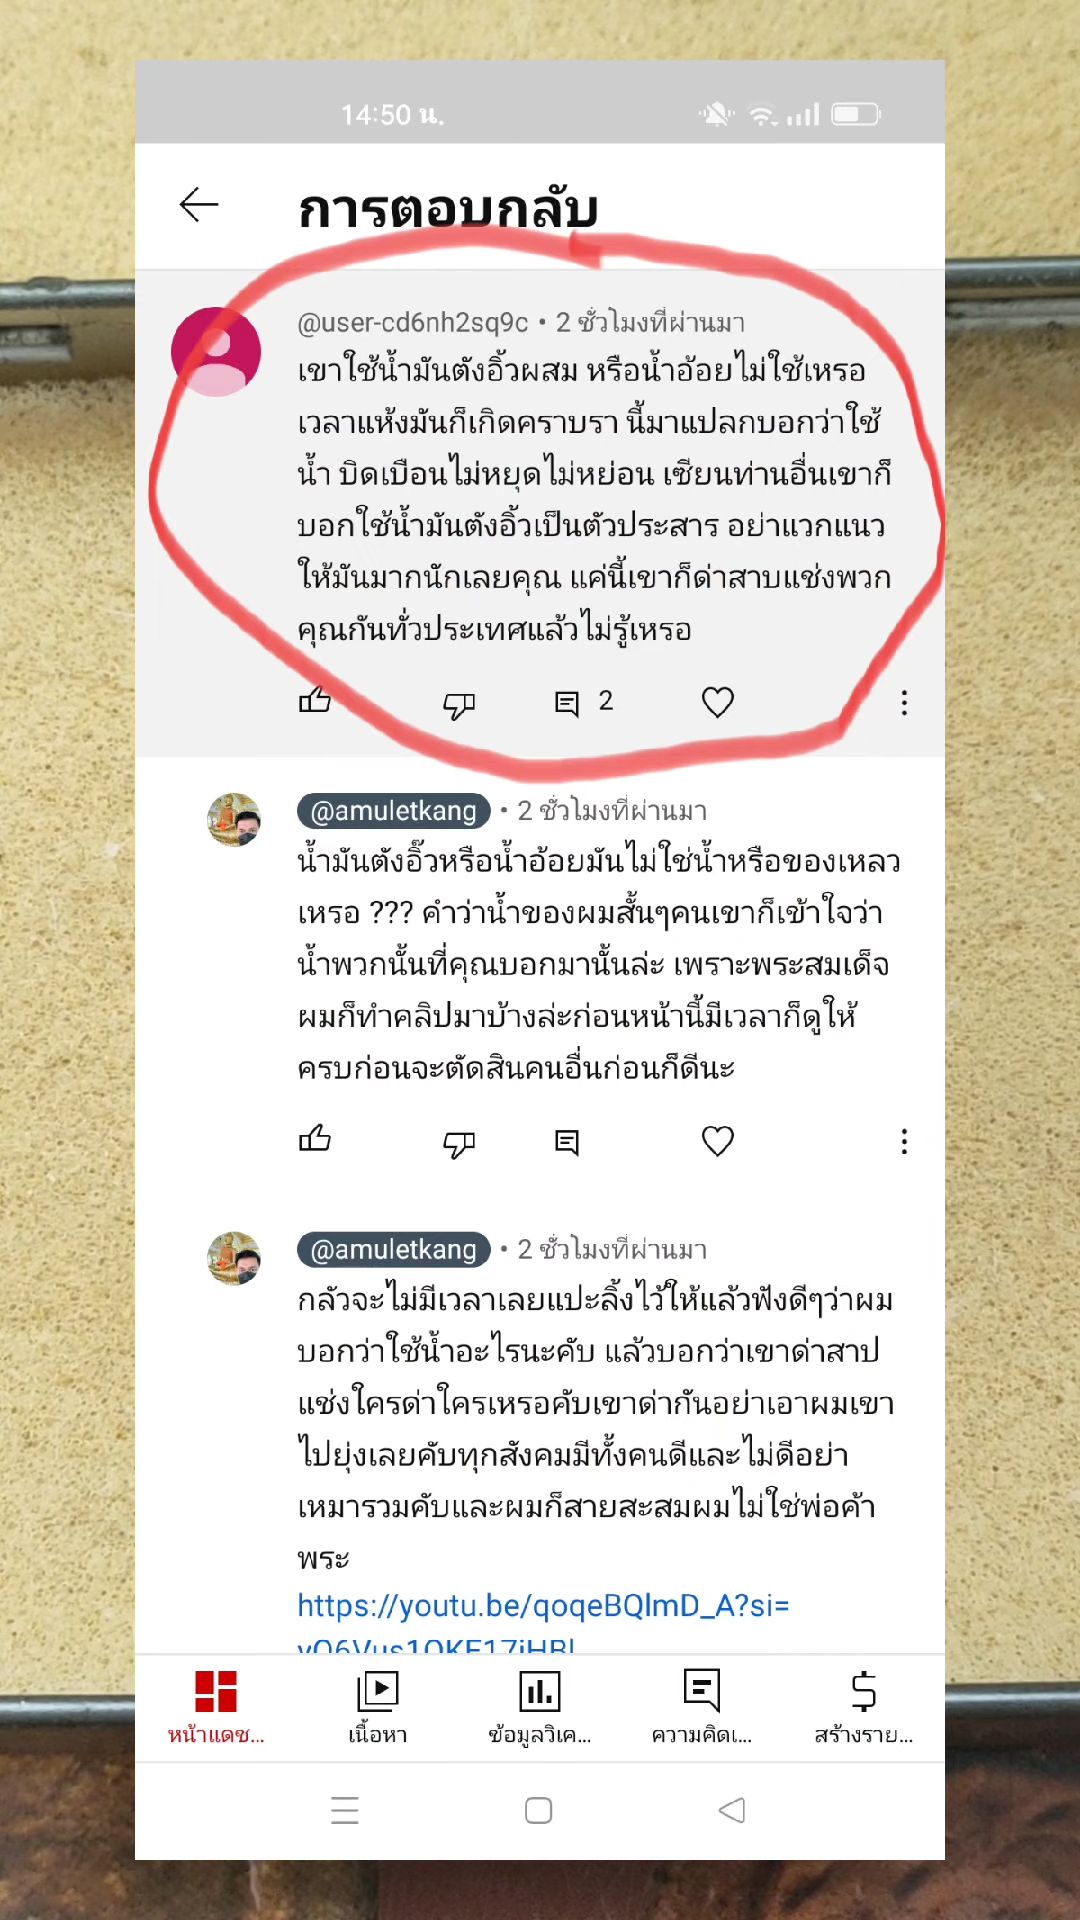 14:50 น.
การตอบกลับ
@user-cd6nh2sq9c • 2 ชั่วโมงที่ผ่านมา
เขาใช้น้ำมันตังอิ้วผสม หรือน้ำอ้อยไม่ใช้เหรอ
เวลาแห้งมันก็เกิดคราบรา นี้มาแปลกบอกว่าใช้
น้ำ บิดเบือนไม่หยุดไม่หย่อน เซียนท่านอื่นเขาก็
บอกใช้น้ำมันตังอิ้วเป็นตัวประสาร อย่าแวกแนว
ให้มันมากนักเลยคุณ แค่นี้เขาก็ด่าสาบแช่งพวก
คุณกันทั่วประเทศแล้วไม่รู้เหรอ
2
@amuletkang • 2 ชั่วโมงที่ผ่านมา
น้ำมันตังอิ๊วหรือน้ำอ้อยมันไม่ใช่น้ำหรือของเหลว
เหรอ ??? คำว่าน้ำของผมสั้นๆคนเขาก็เข้าใจว่า
น้ำพวกนั้นที่คุณบอกมานั้นล่ะ เพราะพระสมเด็จ
ผมก็ทำคลิปมาบ้างล่ะก่อนหน้านี้มีเวลาก็ดูให้
ครบก่อนจะตัดสินคนอื่นก่อนก็ดีนะ
@amuletkang • 2 ชั่วโมงที่ผ่านมา
กลัวจะไม่มีเวลาเลยแปะลิ้งไว้ให้แล้วฟังดีๆว่าผม
บอกว่าใช้น้ำอะไรนะคับ แล้วบอกว่าเขาด่าสาป
แช่งใครด่าใครเหรอคับเขาด่ากันอย่าเอาผมเขา
ไปยุ่งเลยคับทุกสังคมมีทั้งคนดีและไม่ดีอย่า
เหมารวมคับและผมก็สายสะสมผมไม่ใช่พ่อค้า
พระ
https://youtu.be/qoqeBQlmD_A?si=
หน้าแดช...
เนื้อหา
ข้อมูลวิเค...
ความคิดเ...
สร้างราย...